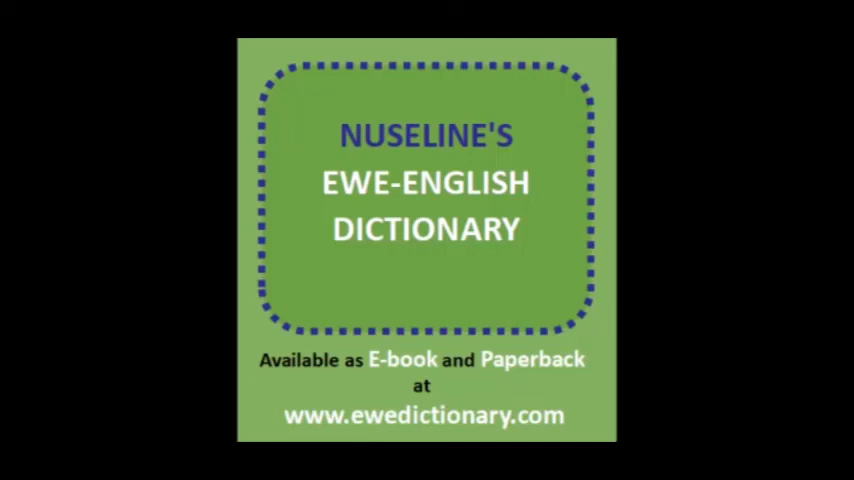 NUSELINE'S
EWE-ENGLISH
DICTIONARY
Available as E-book and Paperback
at
www.ewedictionary.com